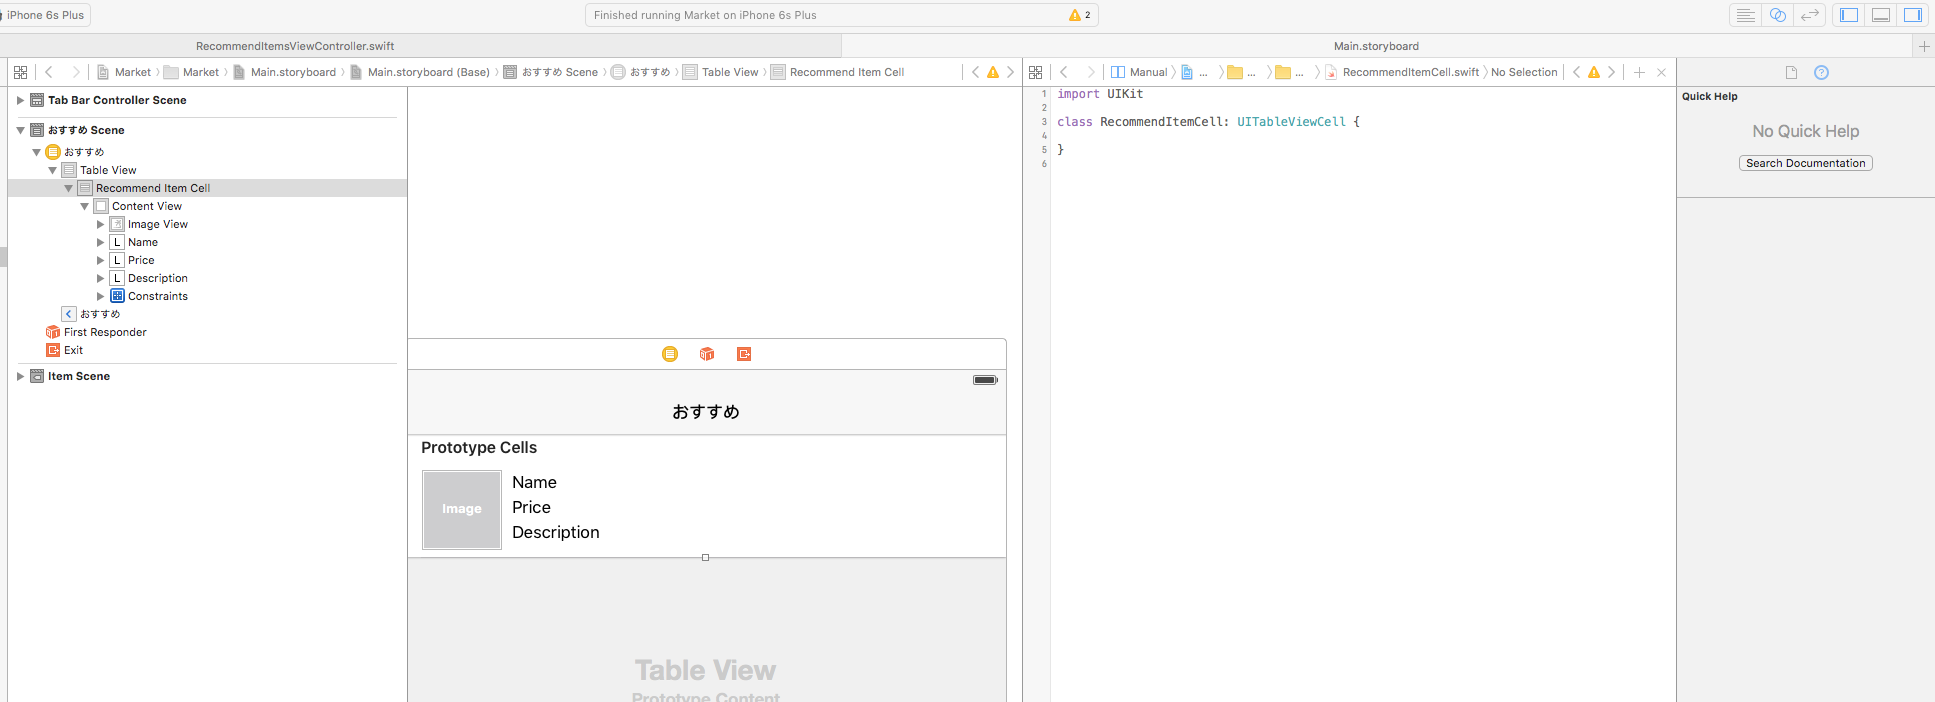 iPhone 6s Plus
Finished running Market on iPhone 6s Plus
2
RecommendItemsViewController.swift
Main.storyboard
Market
Market
Main.storyboard
Main.storyboard (Base)
おすすめ Scene
おすすめ
Table View
Recommend Item Cell
Manual
...
...
...
RecommendItemCell.swift
No Selection
Tab Bar Controller Scene
おすすめ Scene
おすすめ
Table View
Recommend Item Cell
Content View
Image View
L Name
L Price
L Description
Constraints
おすすめ
First Responder
Exit
Item Scene
おすすめ
Prototype Cells
Image
Name
Price
Description
Table View
Prototype Content
1 import UIKit
2
3 class RecommendItemCell: UITableViewCell {
4
5 }
6
Quick Help
No Quick Help
Search Documentation